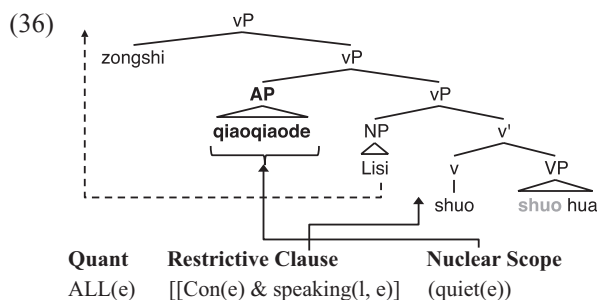 (36)
vP
zongshi vP
AP vP
qiaoqiaode NP v'
Lisi v VP
shuo shuo hua
Quant Restrictive Clause Nuclear Scope
ALL(e) [[Con(e) & speaking(l, e)] (quiet(e))